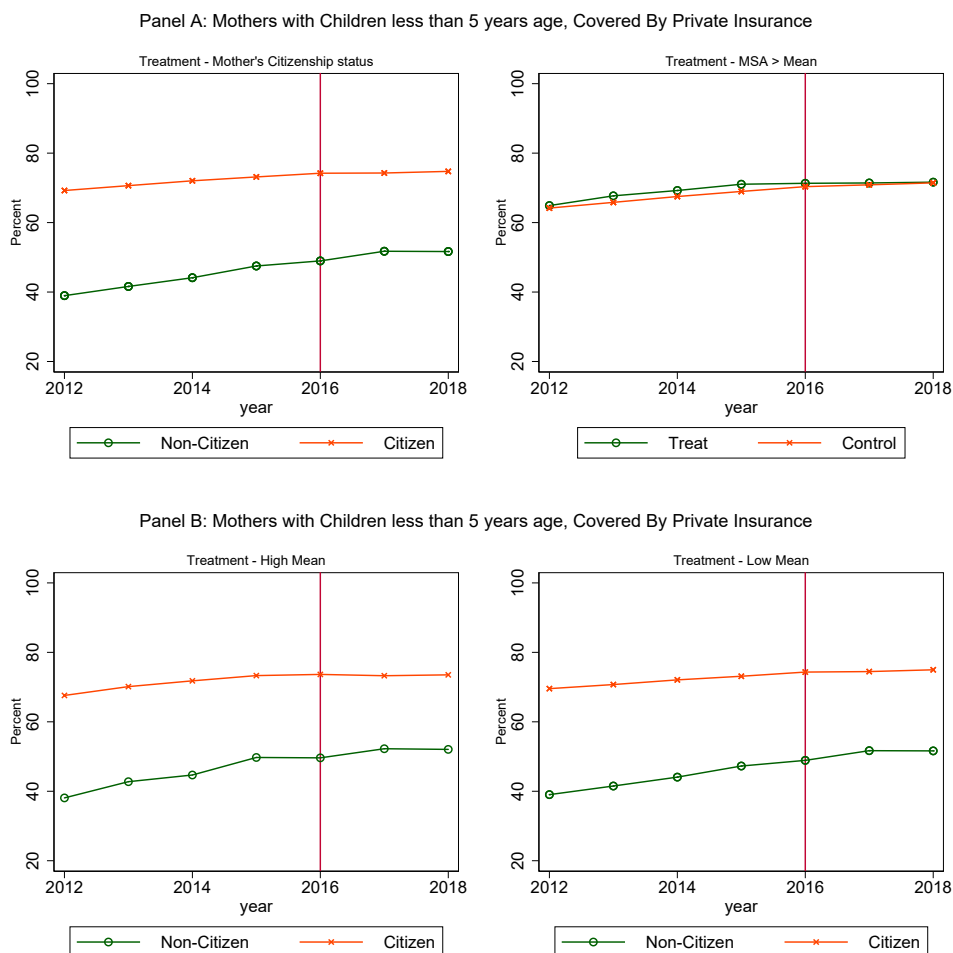 Panel A: Mothers with Children less than 5 years age, Covered By Private Insurance
Treatment - Mother's Citizenship status
100
80
60
40
20
Percent
2012 2014 2016 2018
year
Non-Citizen Citizen
Treatment - MSA > Mean
100
80
60
40
20
Percent
2012 2014 2016 2018
year
Treat Control
Panel B: Mothers with Children less than 5 years age, Covered By Private Insurance
Treatment - High Mean
100
80
60
40
20
Percent
2012 2014 2016 2018
year
Non-Citizen Citizen
Treatment - Low Mean
100
80
60
40
20
Percent
2012 2014 2016 2018
year
Non-Citizen Citizen